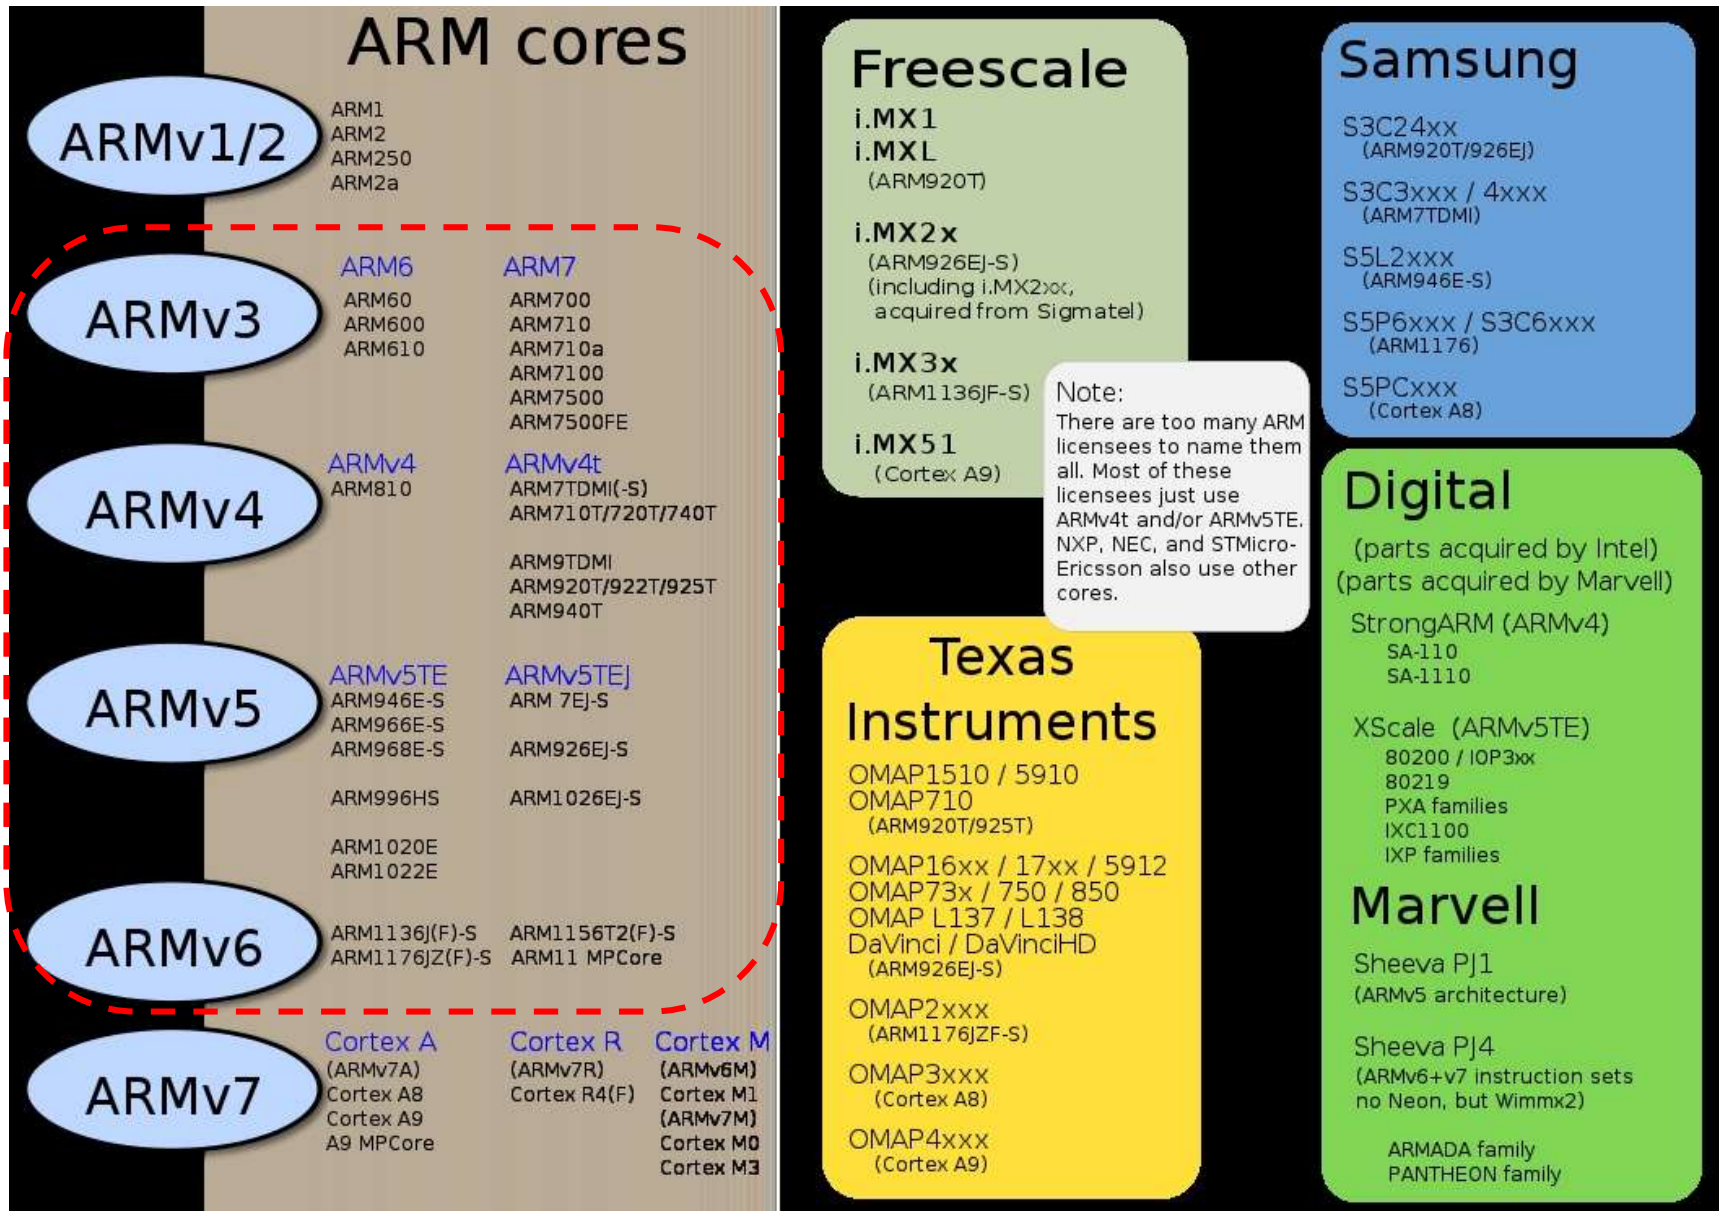 ARM cores
ARMv1/2
ARM1
ARM2
ARM250
ARM2a
ARMv3
ARM6
ARM60
ARM600
ARM610
ARM7
ARM700
ARM710
ARM710a
ARM7100
ARM7500
ARM7500FE
ARMv4
ARMv4
ARM810
ARMv4t
ARM7TDMI(-S)
ARM710T/720T/740T
ARM9TDMI
ARM920T/922T/925T
ARM940T
ARMv5
ARMv5TE
ARM946E-S
ARM966E-S
ARM968E-S
ARM996HS
ARM1020E
ARM1022E
ARMv5TEJ
ARM 7EJ-S
ARM926EJ-S
ARM1026EJ-S
ARMv6
ARM1136J(F)-S
ARM1176JZ(F)-S
ARM1156T2(F)-S
ARM11 MPCore
ARMv7
Cortex A
(ARMv7A)
Cortex A8
Cortex A9
A9 MPCore
Cortex R
(ARMv7R)
Cortex R4(F)
Cortex M
(ARMv6M)
Cortex M1
(ARMv7M)
Cortex M0
Cortex M3
Freescale
i.MX1
i.MXL
(ARM920T)
i.MX2x
(ARM926EJ-S)
(including i.MX2xx,
acquired from Sigmatel)
i.MX3x
(ARM1136JF-S)
i.MX51
(Cortex A9)
Note:
There are too many ARM
licensees to name them
all. Most of these
licensees just use
ARMv4t and/or ARMv5TE.
NXP, NEC, and STMicro-
Ericsson also use other
cores.
Texas
Instruments
OMAP1510 / 5910
OMAP710
(ARM920T/925T)
OMAP16xx / 17xx / 5912
OMAP73x / 750 / 850
OMAP L137 / L138
DaVinci / DaVinciHD
(ARM926EJ-S)
OMAP2xxx
(ARM1176JZF-S)
OMAP3xxx
(Cortex A8)
OMAP4xxx
(Cortex A9)
Samsung
S3C24xx
(ARM920T/926EJ)
S3C3xxx / 4xxx
(ARM7TDMI)
S5L2xxx
(ARM946E-S)
S5P6xxx / S3C6xxx
(ARM1176)
S5PCxxx
(Cortex A8)
Digital
(parts acquired by Intel)
(parts acquired by Marvell)
StrongARM (ARMv4)
SA-110
SA-1110
XScale (ARMv5TE)
80200 / IOP3xx
80219
PXA families
IXC1100
IXP families
Marvell
Sheeva PJ1
(ARMv5 architecture)
Sheeva PJ4
(ARMv6+v7 instruction sets
no Neon, but Wimmx2)
ARMADA family
PANTHEON family